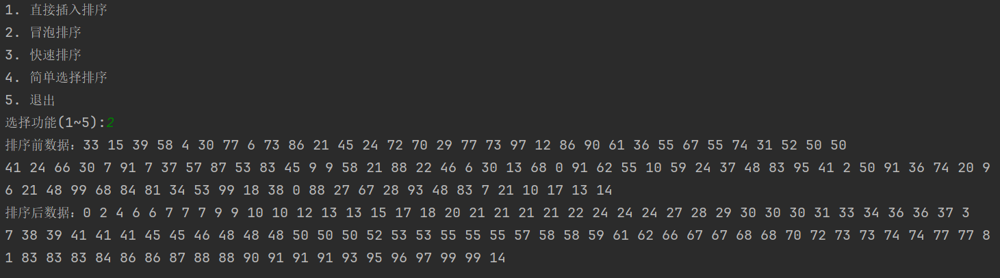 1. 直接插入排序
2. 冒泡排序
3. 快速排序
4. 简单选择排序
5. 退出
选择功能(1~5):2
排序前数据：33 15 39 58 4 30 77 6 73 86 21 45 24 72 70 29 77 73 97 12 86 90 61 36 55 67 55 74 31 52 50 50
41 24 66 30 7 91 7 37 57 87 53 83 45 9 9 58 21 88 22 46 6 30 13 68 0 91 62 55 10 59 24 37 48 83 95 41 2 50 91 36 74 20 9
6 21 48 99 68 84 81 34 53 99 18 38 0 88 27 67 28 93 48 83 7 21 10 17 13 14
排序后数据：0 2 4 6 6 7 7 7 9 9 10 10 12 13 13 15 17 18 20 21 21 21 21 22 24 24 24 27 28 29 30 30 30 31 33 34 36 36 37 3
7 38 39 41 41 41 45 45 46 48 48 48 50 50 50 52 53 53 55 55 55 57 58 58 59 61 62 66 67 67 68 68 70 72 73 73 74 74 77 77 8
1 83 83 83 84 86 86 87 88 88 90 91 91 91 93 95 96 97 99 99 14